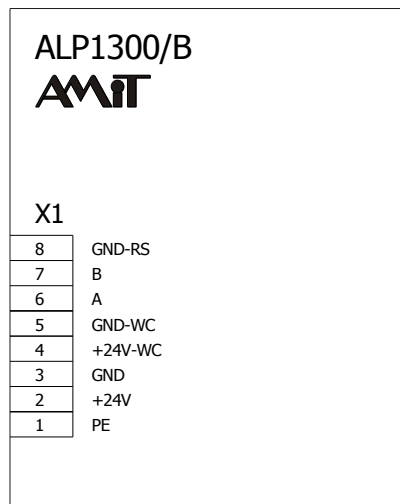 ALP1300/B
AMiT
X1
8 GND-RS
7 B
6 A
5 GND-WC
4 +24V-WC
3 GND
2 +24V
1 PE